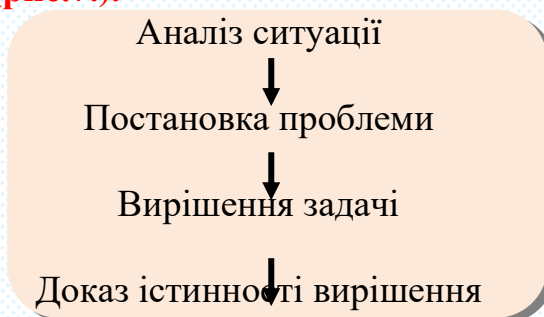 Аналіз ситуації
Постановка проблеми
Вирішення задачі
Доказ істинності вирішення